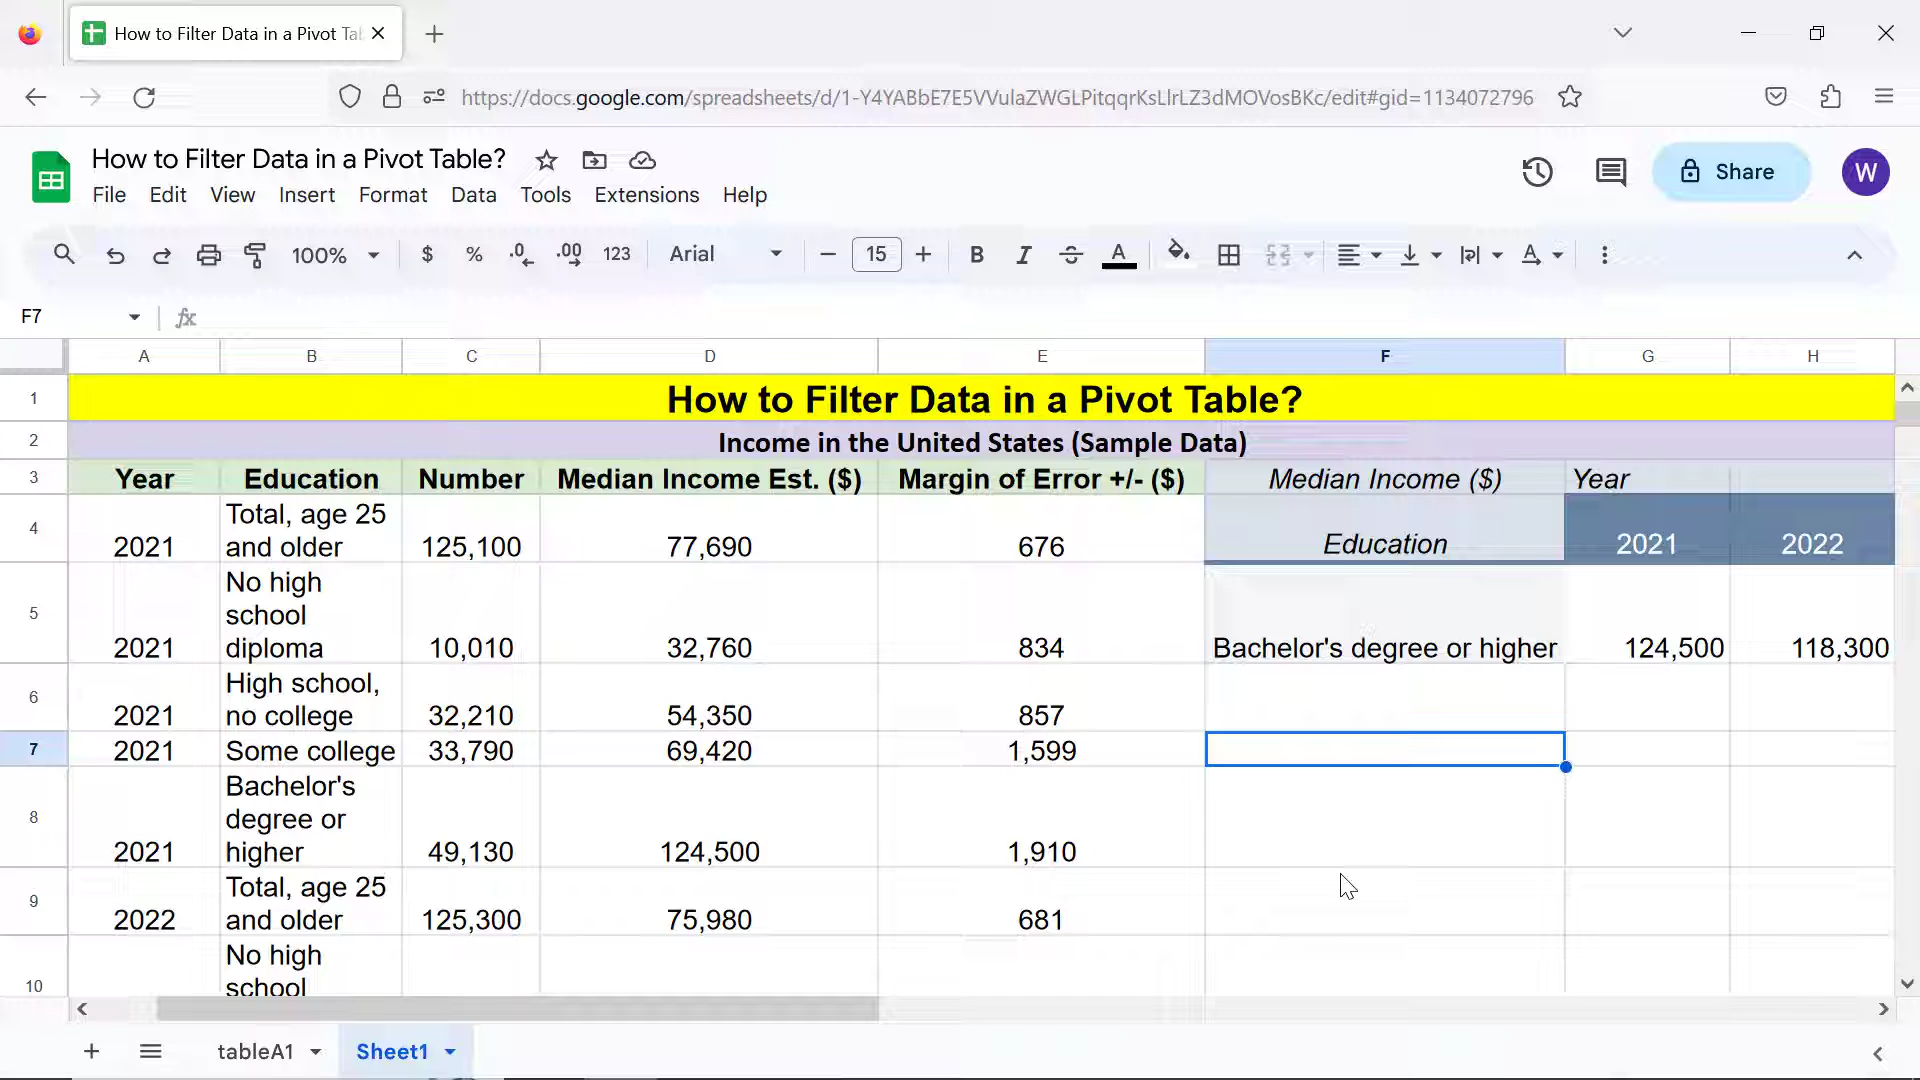 How to Filter Data in a Pivot Tab
https://docs.google.com/spreadsheets/d/1-Y4YABbE7E5VVulaZWGLPitqqrKsLlrLZ3dMOVosBKc/edit#gid=1134072796
How to Filter Data in a Pivot Table?
File Edit View Insert Format Data Tools Extensions Help
Share
W
100% $ % .0 .00 123 Arial 15 B I S A
F7 fx
A B C D E F G H
1 How to Filter Data in a Pivot Table?
2 Income in the United States (Sample Data)
3 Year Education Number Median Income Est. ($) Margin of Error +/- ($) Median Income ($) Year
Total, age 25
4 2021 and older 125,100 77,690 676 Education 2021 2022
No high
school
5 2021 diploma 10,010 32,760 834 Bachelor's degree or higher 124,500 118,300
High school,
6 2021 no college 32,210 54,350 857
7 2021 Some college 33,790 69,420 1,599
Bachelor's
degree or
8 2021 higher 49,130 124,500 1,910
Total, age 25
9 2022 and older 125,300 75,980 681
No high
10 school
tableA1 Sheet1